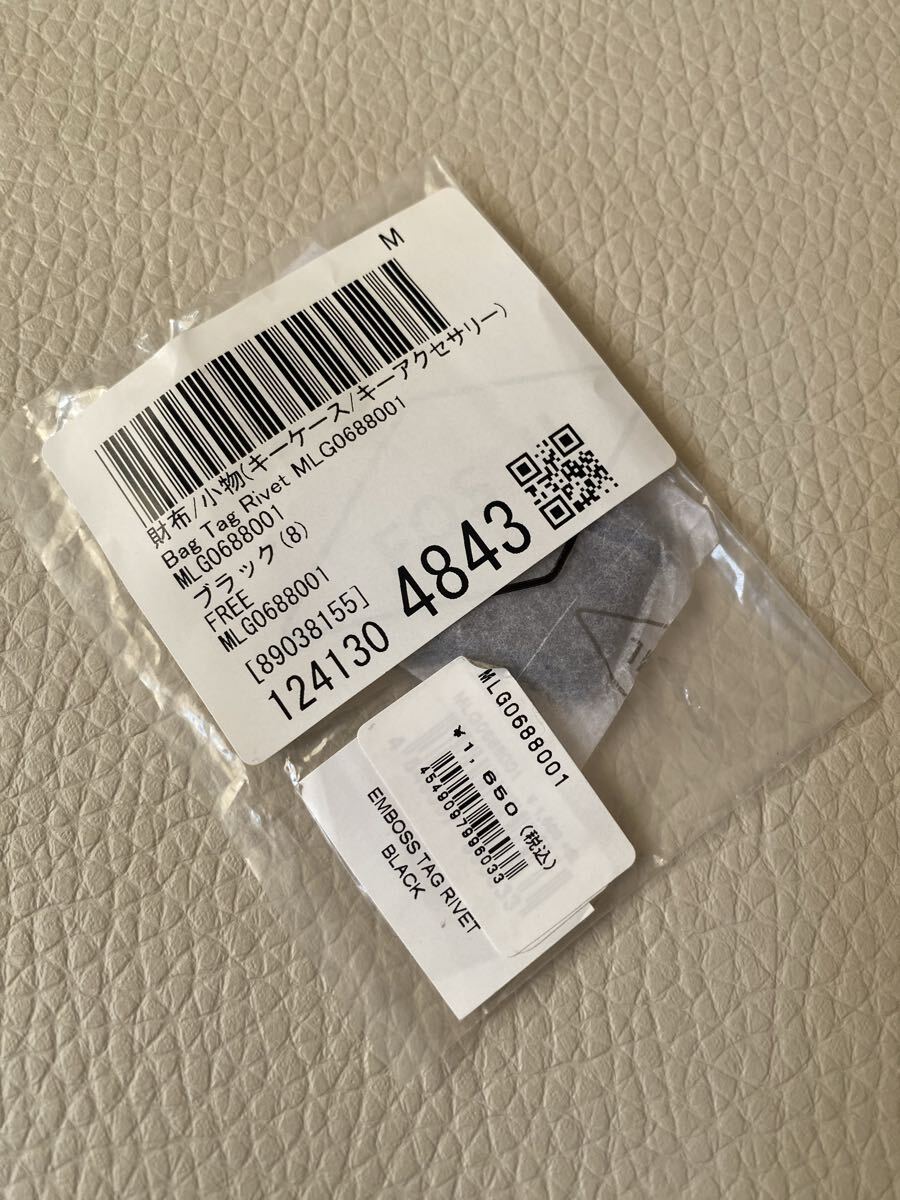 M
財布/小物(キーケース/キーアクセサリー)
Bag Tag Rivet MLG0688001
MLG0688001
ブラック(8)
FREE
MLG0688001
[89038155]
124130 4843
MLG0688001
¥1,650 (税込)
4549097996033
EMBOSS TAG RIVET
BLACK